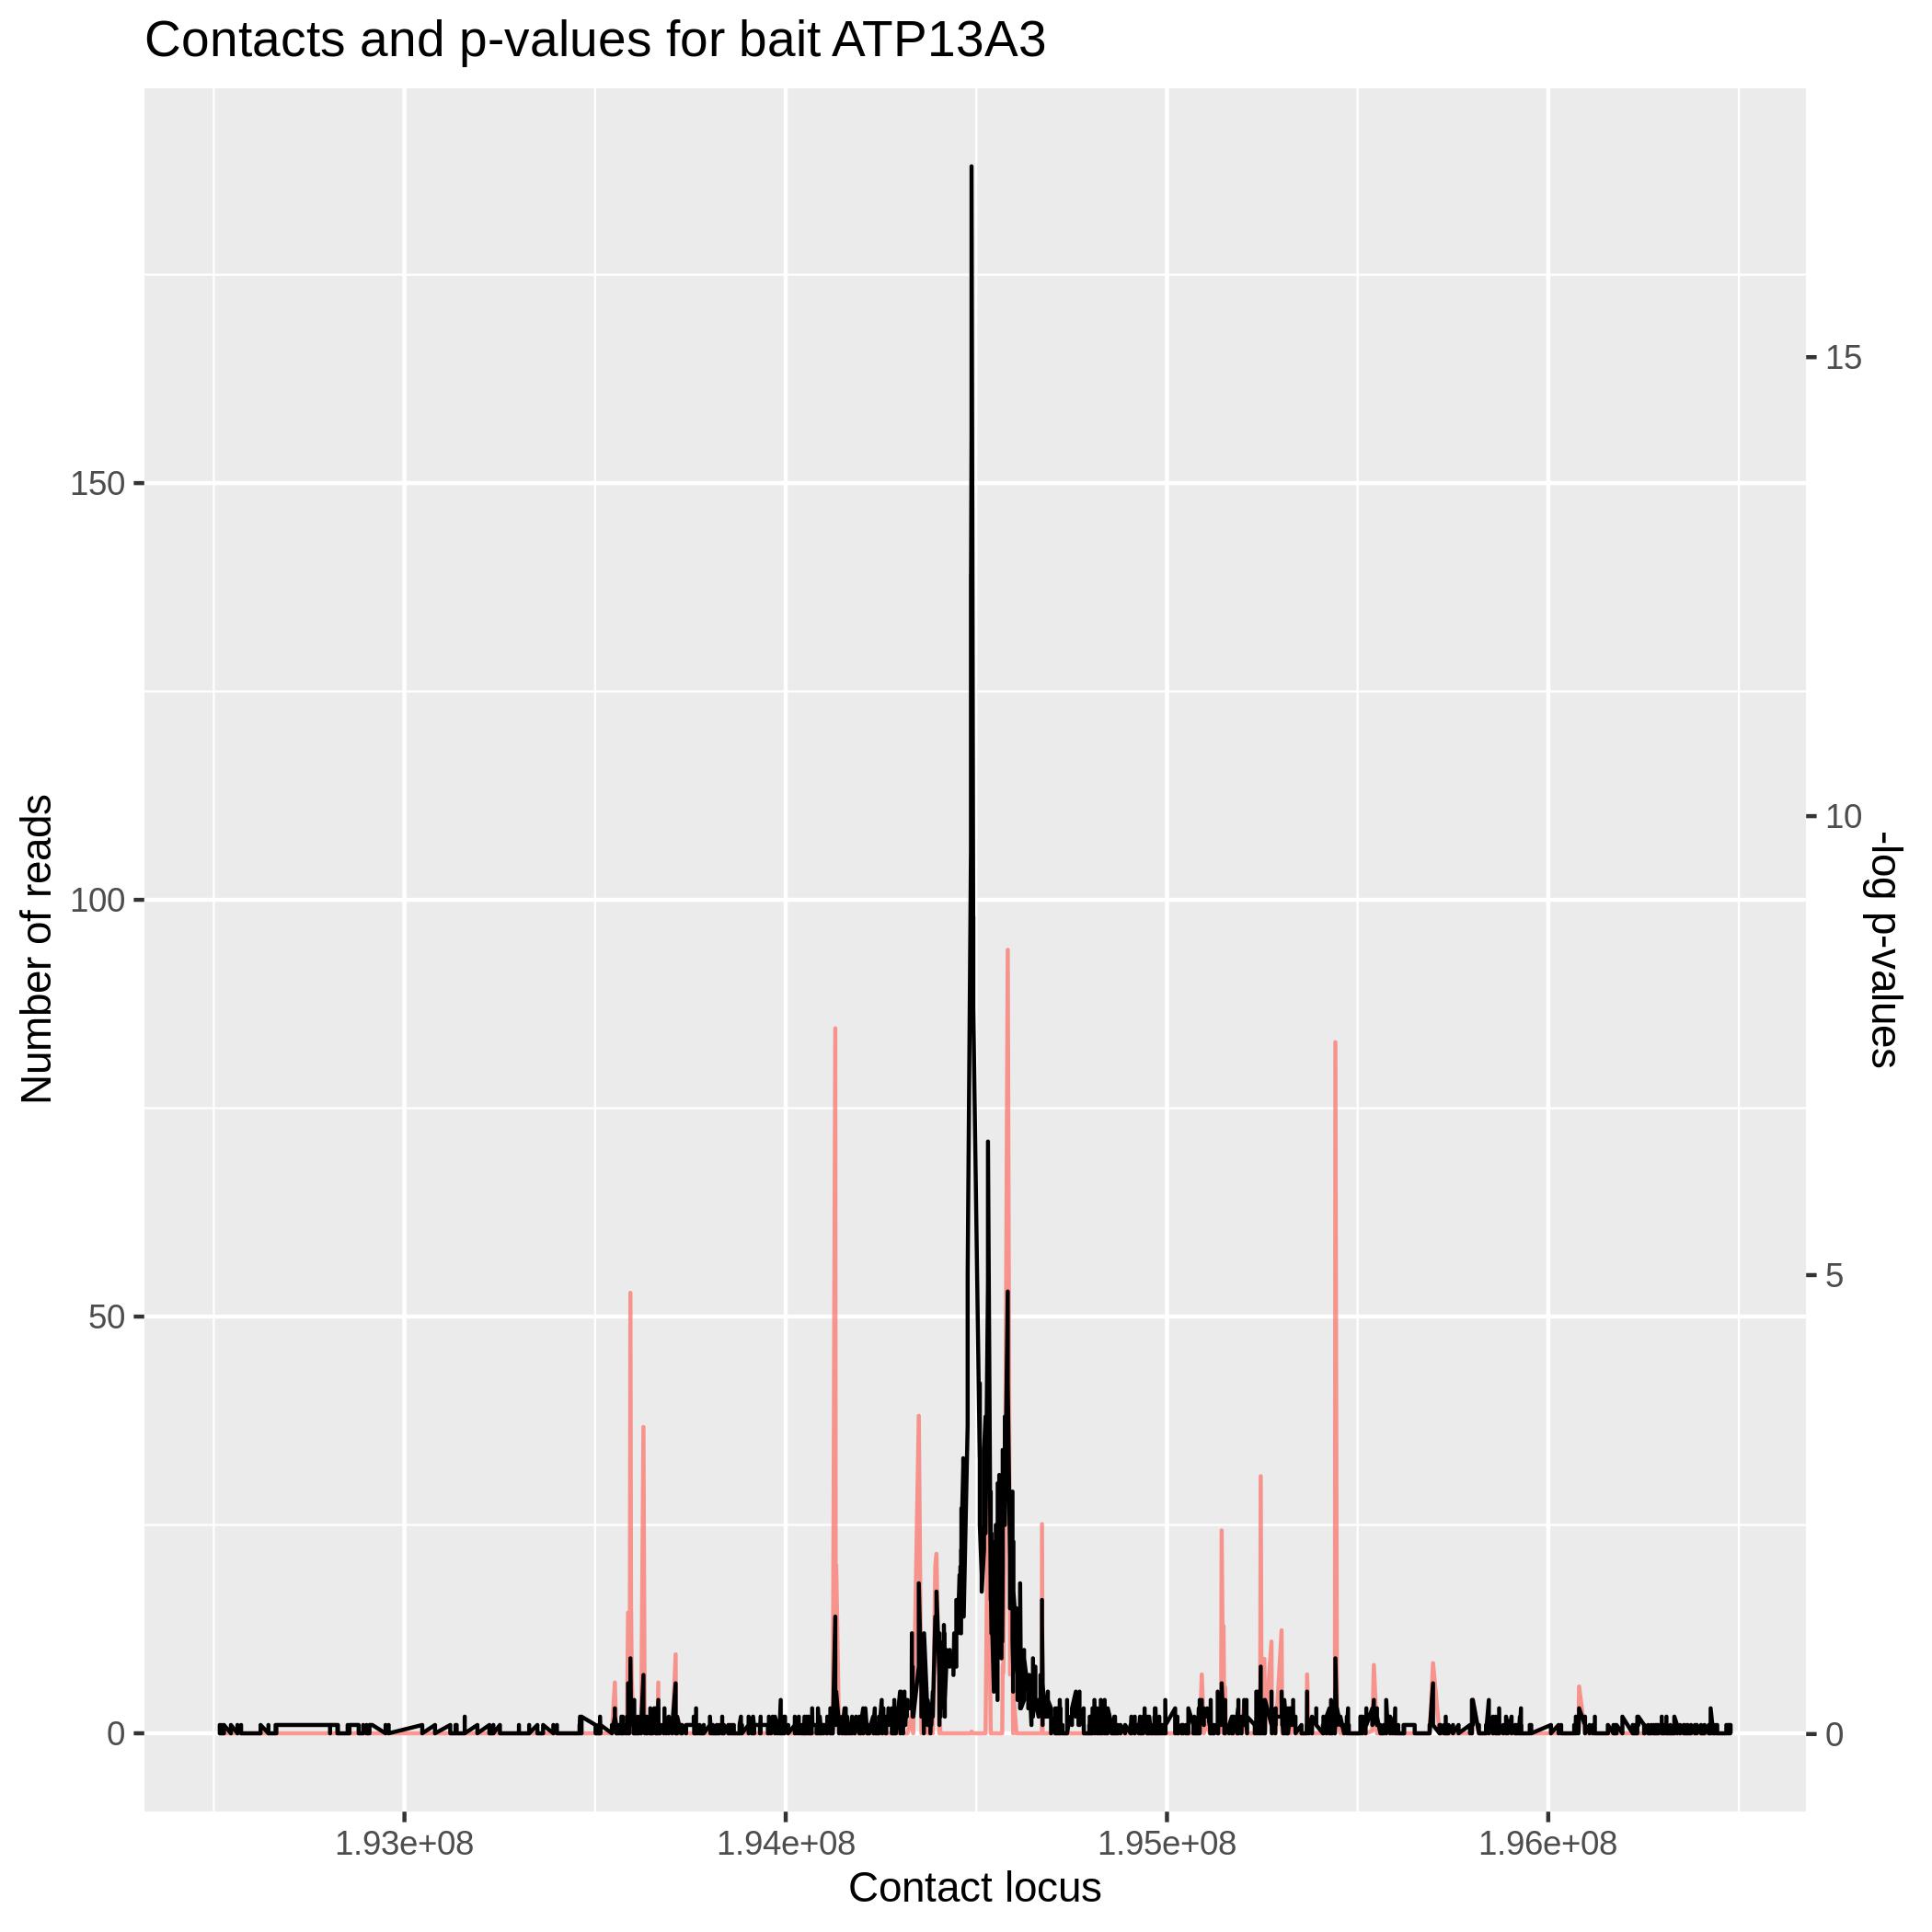 Contacts and p-values for bait ATP13A3
Number of reads
150
100
50
0
15
10
5
0
-log p-values
1.93e+08
1.94e+08
1.95e+08
1.96e+08
Contact locus